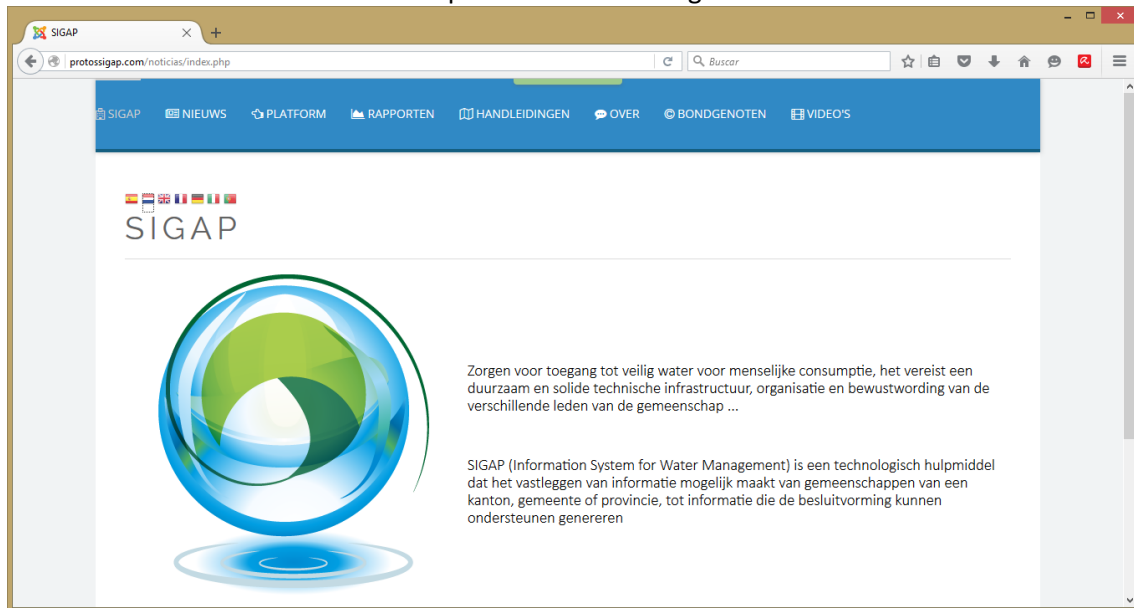 SIGAP
protossigap.com/noticias/index.php
Buscar
SIGAP NIEUWS PLATFORM RAPPORTEN HANDLEIDINGEN OVER BONDGENOTEN VIDEO'S
SIGAP
Zorgen voor toegang tot veilig water voor menselijke consumptie, het vereist een
duurzaam en solide technische infrastructuur, organisatie en bewustwording van de
verschillende leden van de gemeenschap ...
SIGAP (Information System for Water Management) is een technologisch hulpmiddel
dat het vastleggen van informatie mogelijk maakt van gemeenschappen van een
kanton, gemeente of provincie, tot informatie die de besluitvorming kunnen
ondersteunen genereren